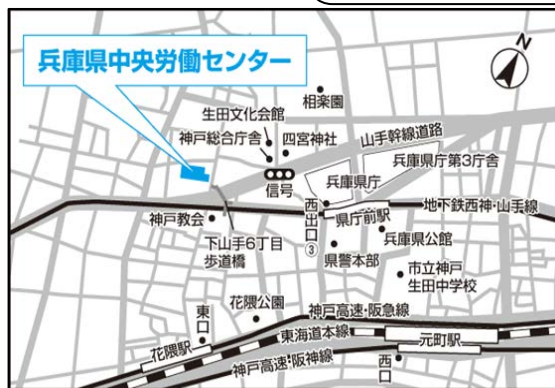 兵庫県中央労働センター
N
相楽園
生田文化会館
神戸総合庁舎
四宮神社
山手幹線道路
兵庫県庁第3庁舎
信号
兵庫県庁
西出口
③
県庁前駅
地下鉄西神・山手線
神戸教会
下山手6丁目
歩道橋
県警本部
兵庫県公館
市立神戸
生田中学校
花隈公園
東口
花隈駅
神戸高速・阪急線
東海道本線
元町駅
神戸高速・阪神線
西口